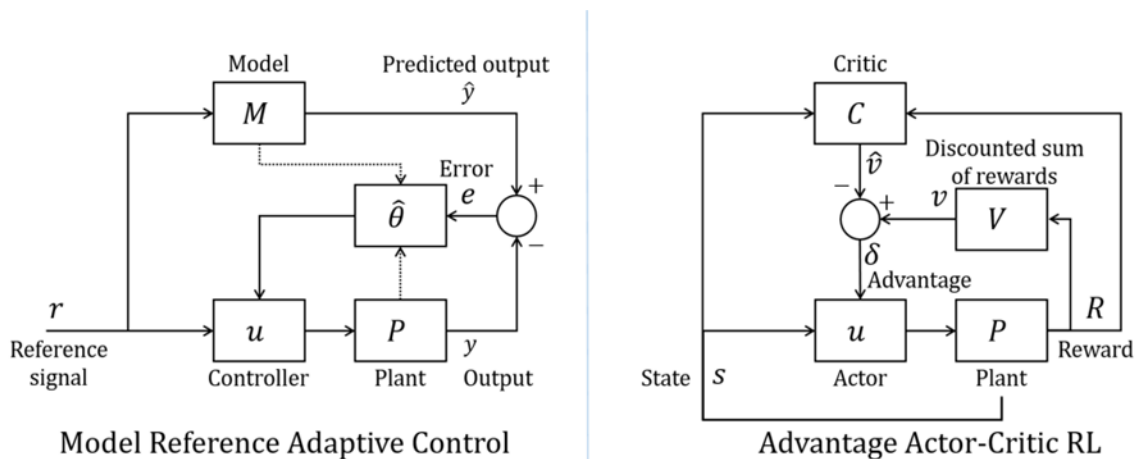 Model
Predicted output
ŷ
M
Error
e
+
θ̂
−
r
Reference
signal
u
P
y
Controller
Plant
Output
Model Reference Adaptive Control
Critic
C
v̂
Discounted sum
of rewards
−
+
v
V
δ
Advantage
u
P
R
Reward
State
s
Actor
Plant
Advantage Actor-Critic RL